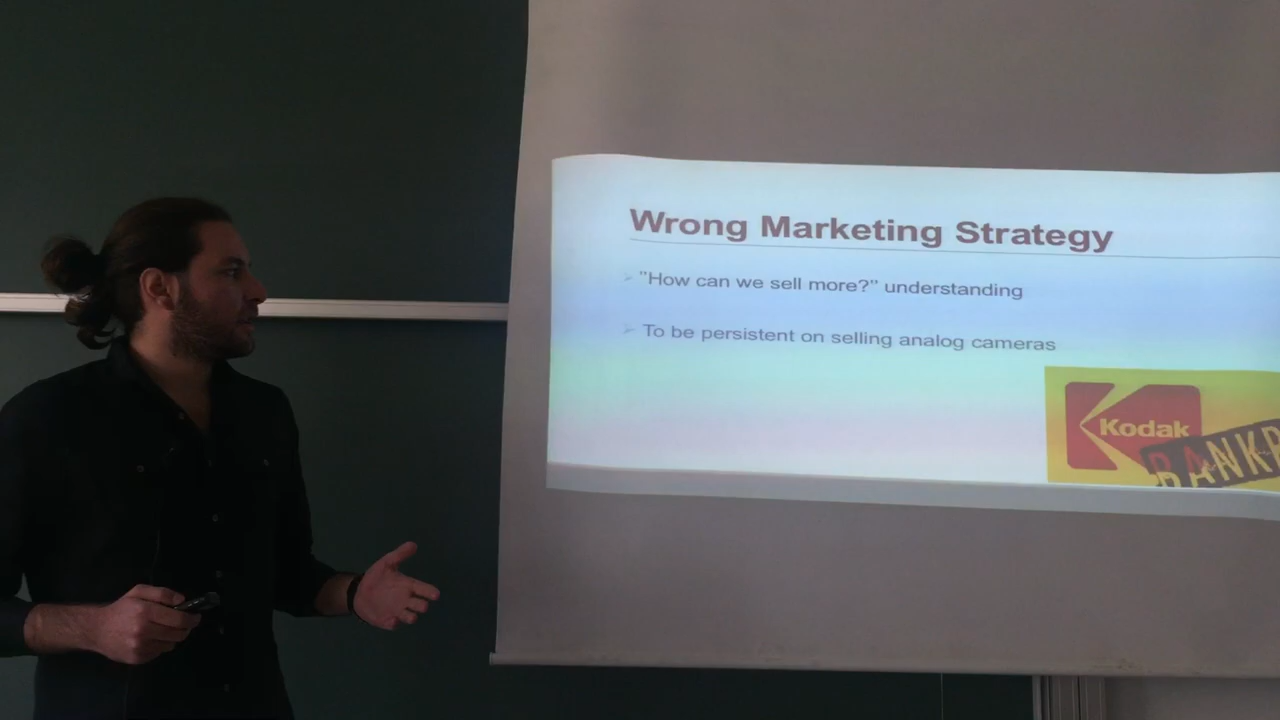 Wrong Marketing Strategy
"How can we sell more?" understanding
To be persistent on selling analog cameras
Kodak